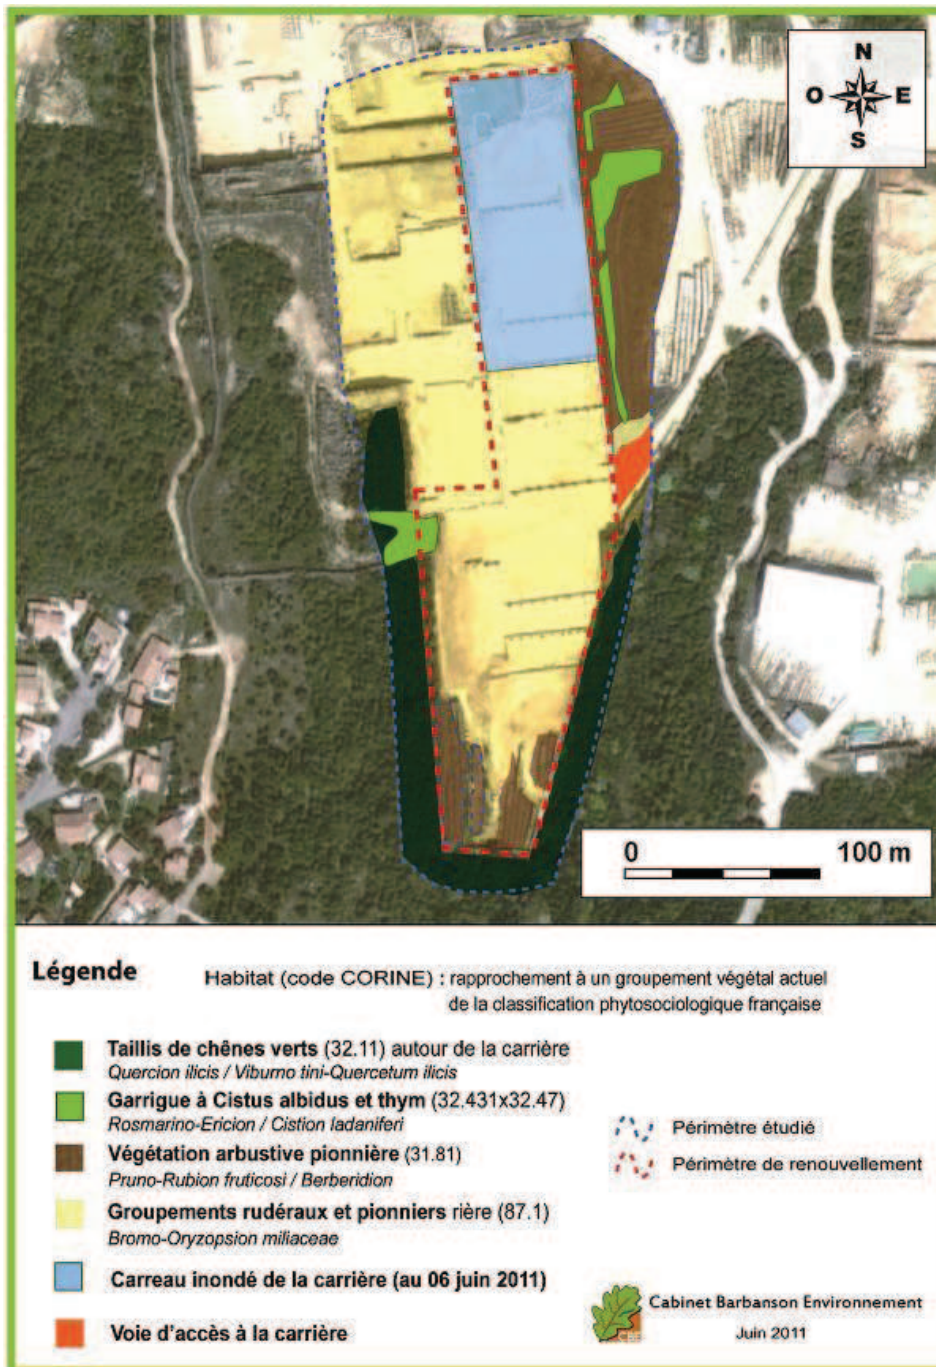 N
O E
S
0 100 m
Légende
Habitat (code CORINE) : rapprochement à un groupement végétal actuel
de la classification phytosociologique française
Taillis de chênes verts (32.11) autour de la carrière
Quercion ilicis / Viburno tini-Quercetum ilicis
Garrigue à Cistus albidus et thym (32.431x32.47)
Rosmarino-Ericion / Cistion ladaniferi
Végétation arbustive pionnière (31.81)
Pruno-Rubion fruticosi / Berberidion
Groupements rudéraux et pionniers rière (87.1)
Bromo-Oryzopsion miliaceae
Carreau inondé de la carrière (au 06 juin 2011)
Voie d'accès à la carrière
Périmètre étudié
Périmètre de renouvellement
Cabinet Barbanson Environnement
Juin 2011